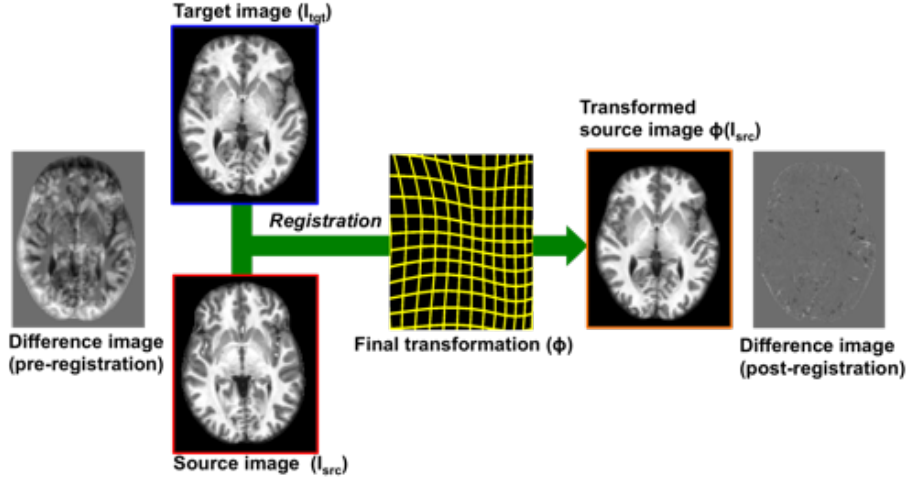 Target image (Itgt)
Transformed
source image ϕ(Isrc)
Registration
Difference image
(pre-registration)
Final transformation (ϕ)
Difference image
(post-registration)
Source image (Isrc)